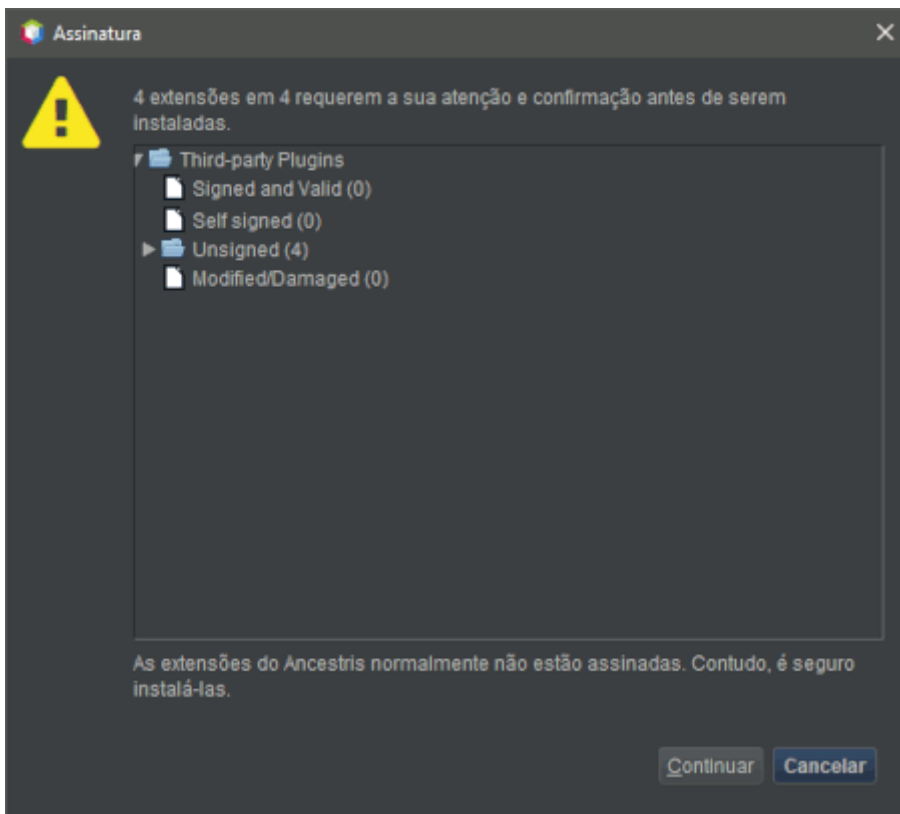 Assinatura
4 extensões em 4 requerem a sua atenção e confirmação antes de serem
instaladas.
Third-party Plugins
Signed and Valid (0)
Self signed (0)
Unsigned (4)
Modified/Damaged (0)
As extensões do Ancestris normalmente não estão assinadas. Contudo, é seguro
instalá-las.
Continuar Cancelar